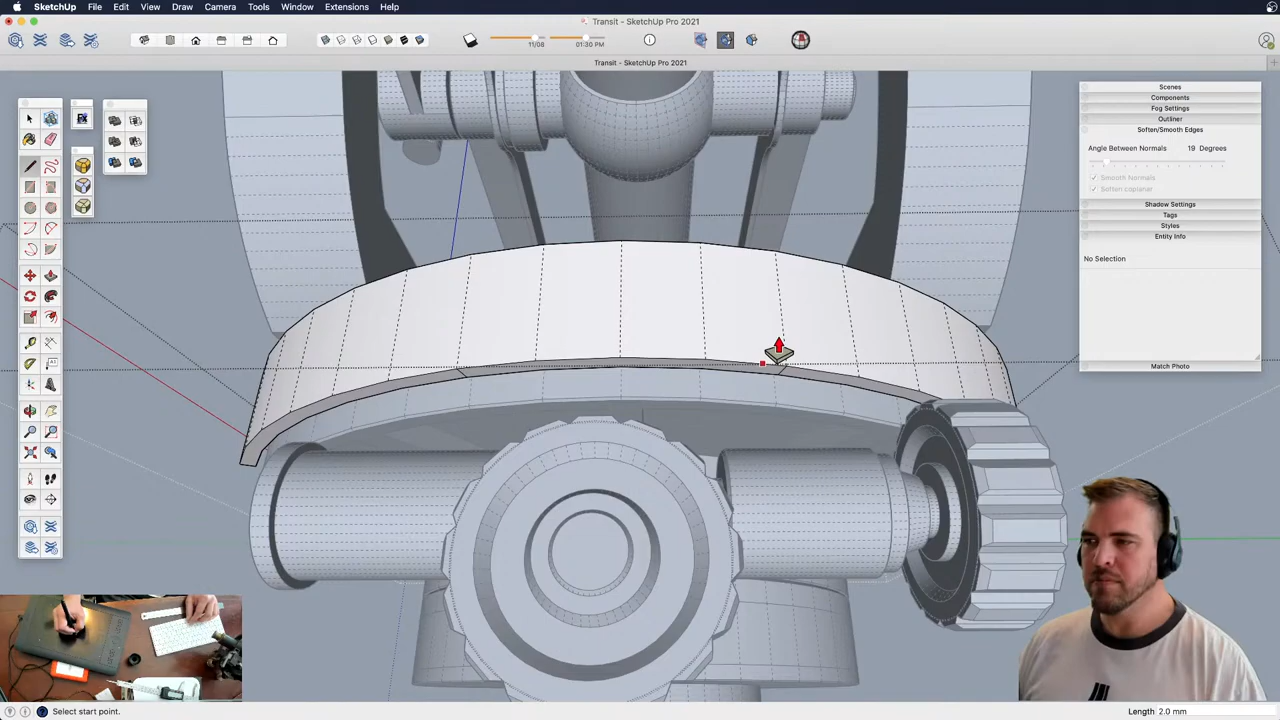 SketchUp File Edit View Draw Camera Tools Window Extensions Help
Transit - SketchUp Pro 2021
11/08 01:30 PM
Transit - SketchUp Pro 2021
Scenes
Components
Fog Settings
Outliner
Soften/Smooth Edges
Angle Between Normals 19 Degrees
Smooth Normals
Soften coplanar
Shadow Settings
Tags
Styles
Entity Info
No Selection
Match Photo
Select start point.
Length 2.0 mm